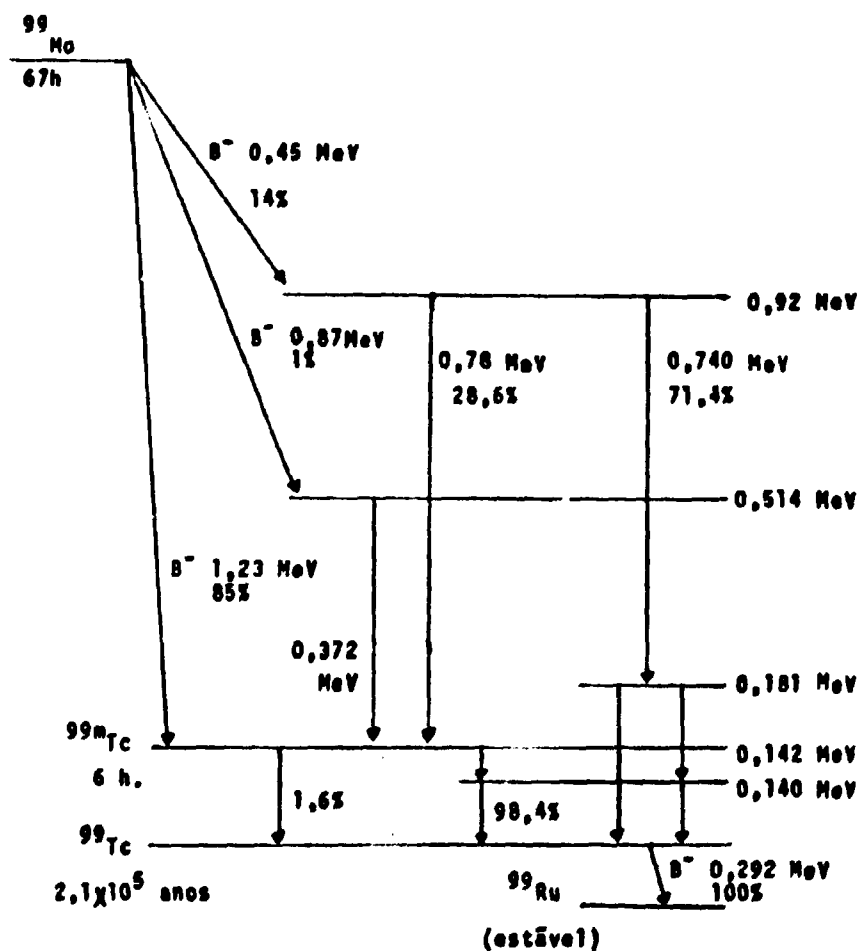 99
Mo
67h
B⁻ 0,45 MeV
14%
0,92 MeV
B⁻ 0,87MeV
1%
0,78 MeV
28,6%
0,740 MeV
71,4%
0,514 MeV
B⁻ 1,23 MeV
85%
0,372
MeV
0,181 MeV
99mTc
0,142 MeV
6 h.
1,6%
98,4%
0,140 MeV
99Tc
2,1X10⁵ anos
99Ru
B⁻ 0,292 MeV
100%
(estável)